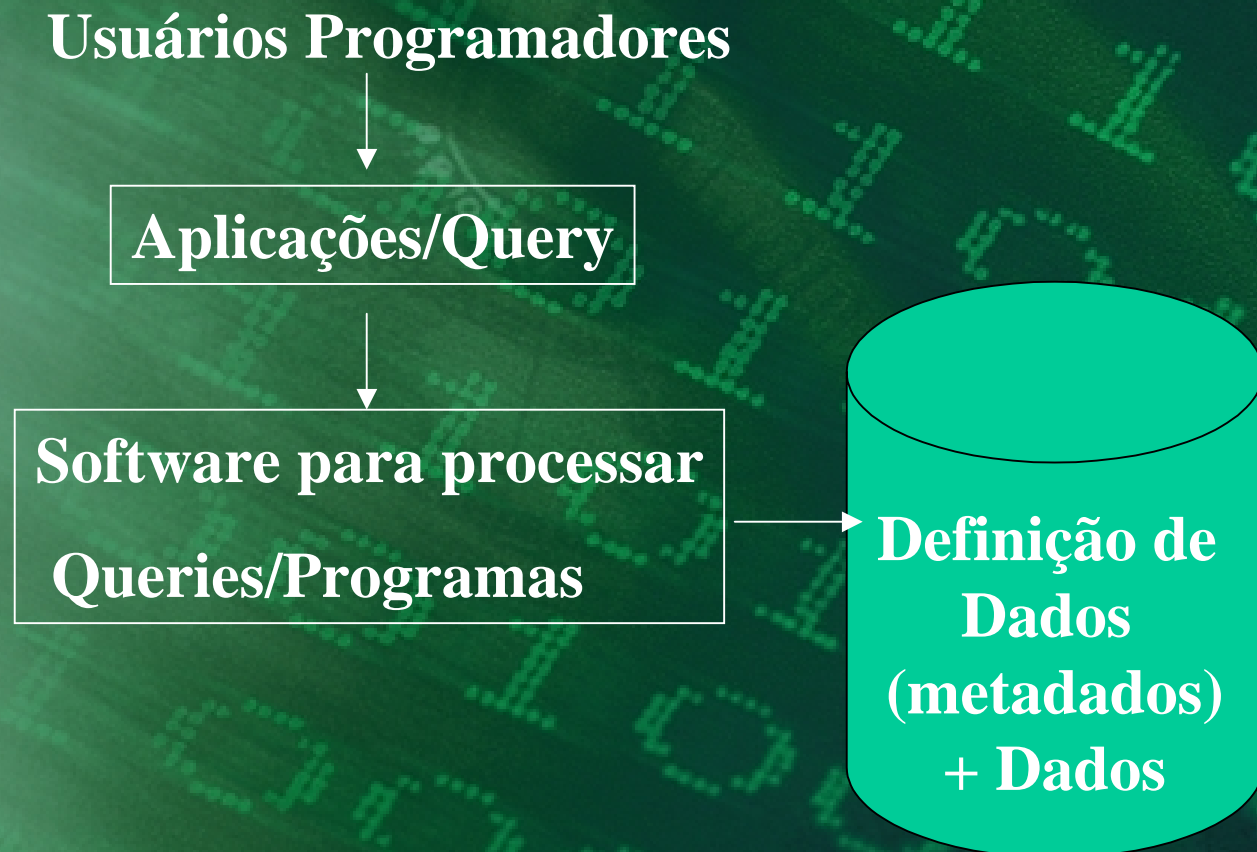 Usuários Programadores
Aplicações/Query
Software para processar
Queries/Programas
Definição de
Dados
(metadados)
+ Dados